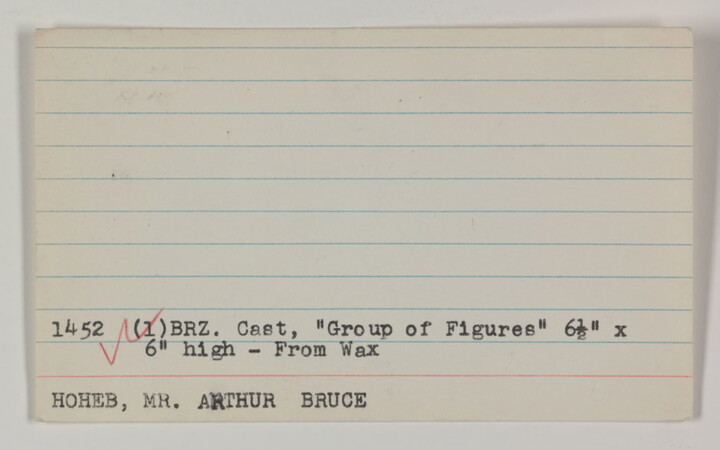 1452 (1)BRZ. Cast, "Group of Figures" 6½" x
6" high - From Wax
HOHEB, MR. ARTHUR BRUCE